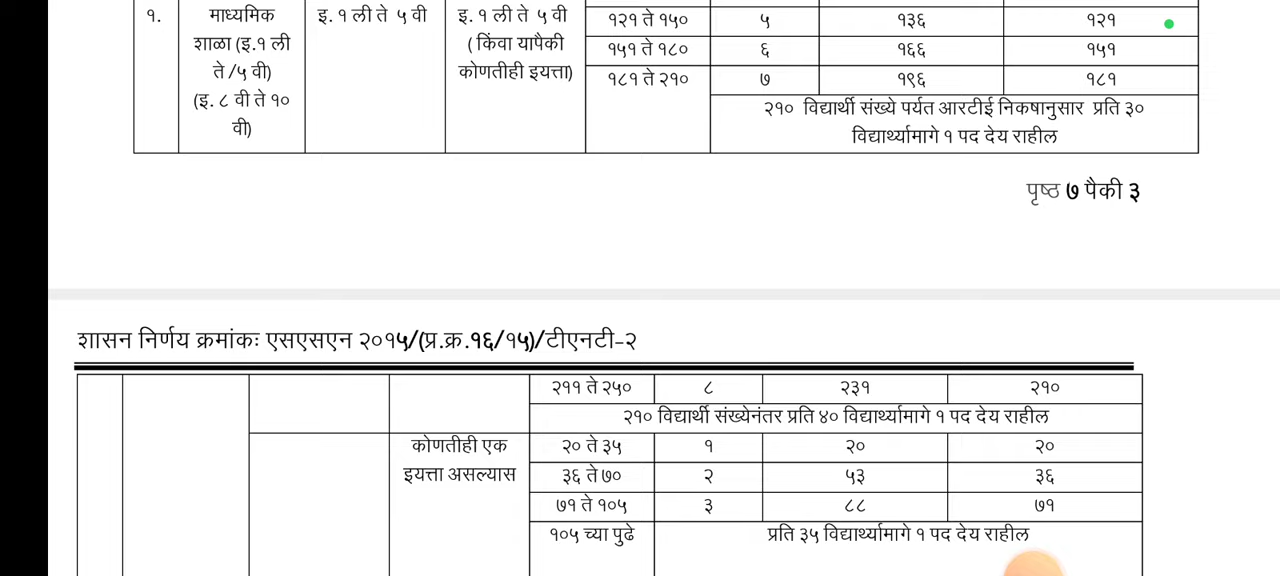 १. माध्यमिक इ. १ ली ते ५ वी इ. १ ली ते ५ वी १२१ ते १५० ५ १३६ १२१
शाळा (इ.१ ली ( किंवा यापैकी १५१ ते १८० ६ १६६ १५१
ते /५ वी) कोणतीही इयत्ता) १८१ ते २१० ७ १९६ १८१
(इ. ८ वी ते १० २१० विद्यार्थी संख्ये पर्यत आरटीई निकषानुसार प्रति ३०
वी) विद्यार्थ्यामागे १ पद देय राहील
पृष्ठ ७ पैकी ३
शासन निर्णय क्रमांकः एसएसएन २०१५/(प्र.क्र.१६/१५)/टीएनटी-२
२११ ते २५० ८ २३१ २१०
२१० विद्यार्थी संख्येनंतर प्रति ४० विद्यार्थ्यामागे १ पद देय राहील
कोणतीही एक २० ते ३५ १ २० २०
इयत्ता असल्यास ३६ ते ७० २ ५३ ३६
७१ ते १०५ ३ ८८ ७१
१०५ च्या पुढे प्रति ३५ विद्यार्थ्यामागे १ पद देय राहील